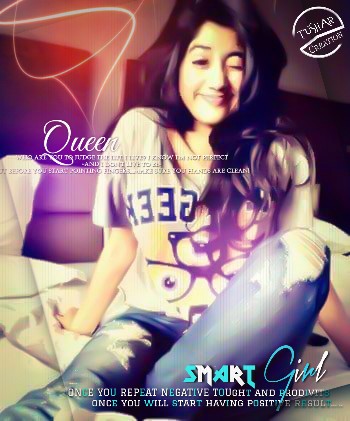 TUSHAR
CREATION
Queen
WHO ARE YOU TO JUDGE THE LIFE I LIVE?I KNOW I'M NOT PERFECT
-AND I DON'T LIVE TO BE
BEFORE YOU START POINTING FINGERS...MAKE SURE YOU HANDS ARE CLEAN!
GEEK
SMART Girl
ONCE YOU REPEAT NEGATIVE TOUGHT AND
ONCE YOU WILL START HAVING POSITIVE RESULT....